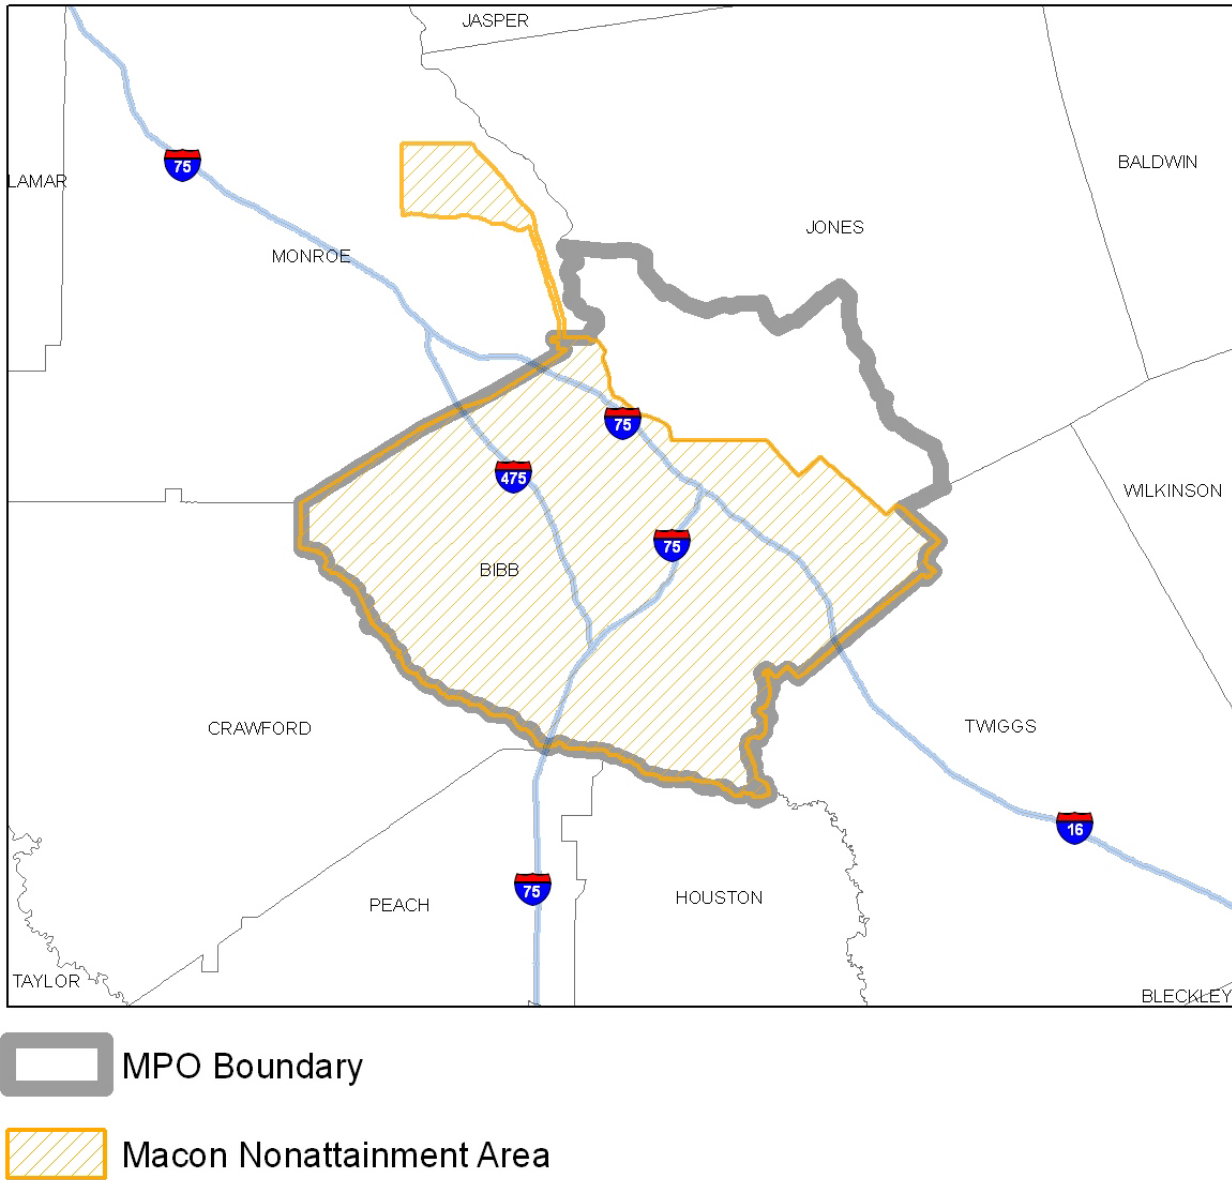 JASPER
75
BALDWIN
LAMAR
JONES
MONROE
75
475
WILKINSON
75
BIBB
CRAWFORD
TWIGGS
16
75
HOUSTON
PEACH
TAYLOR
BLECKLEY
MPO Boundary
Macon Nonattainment Area